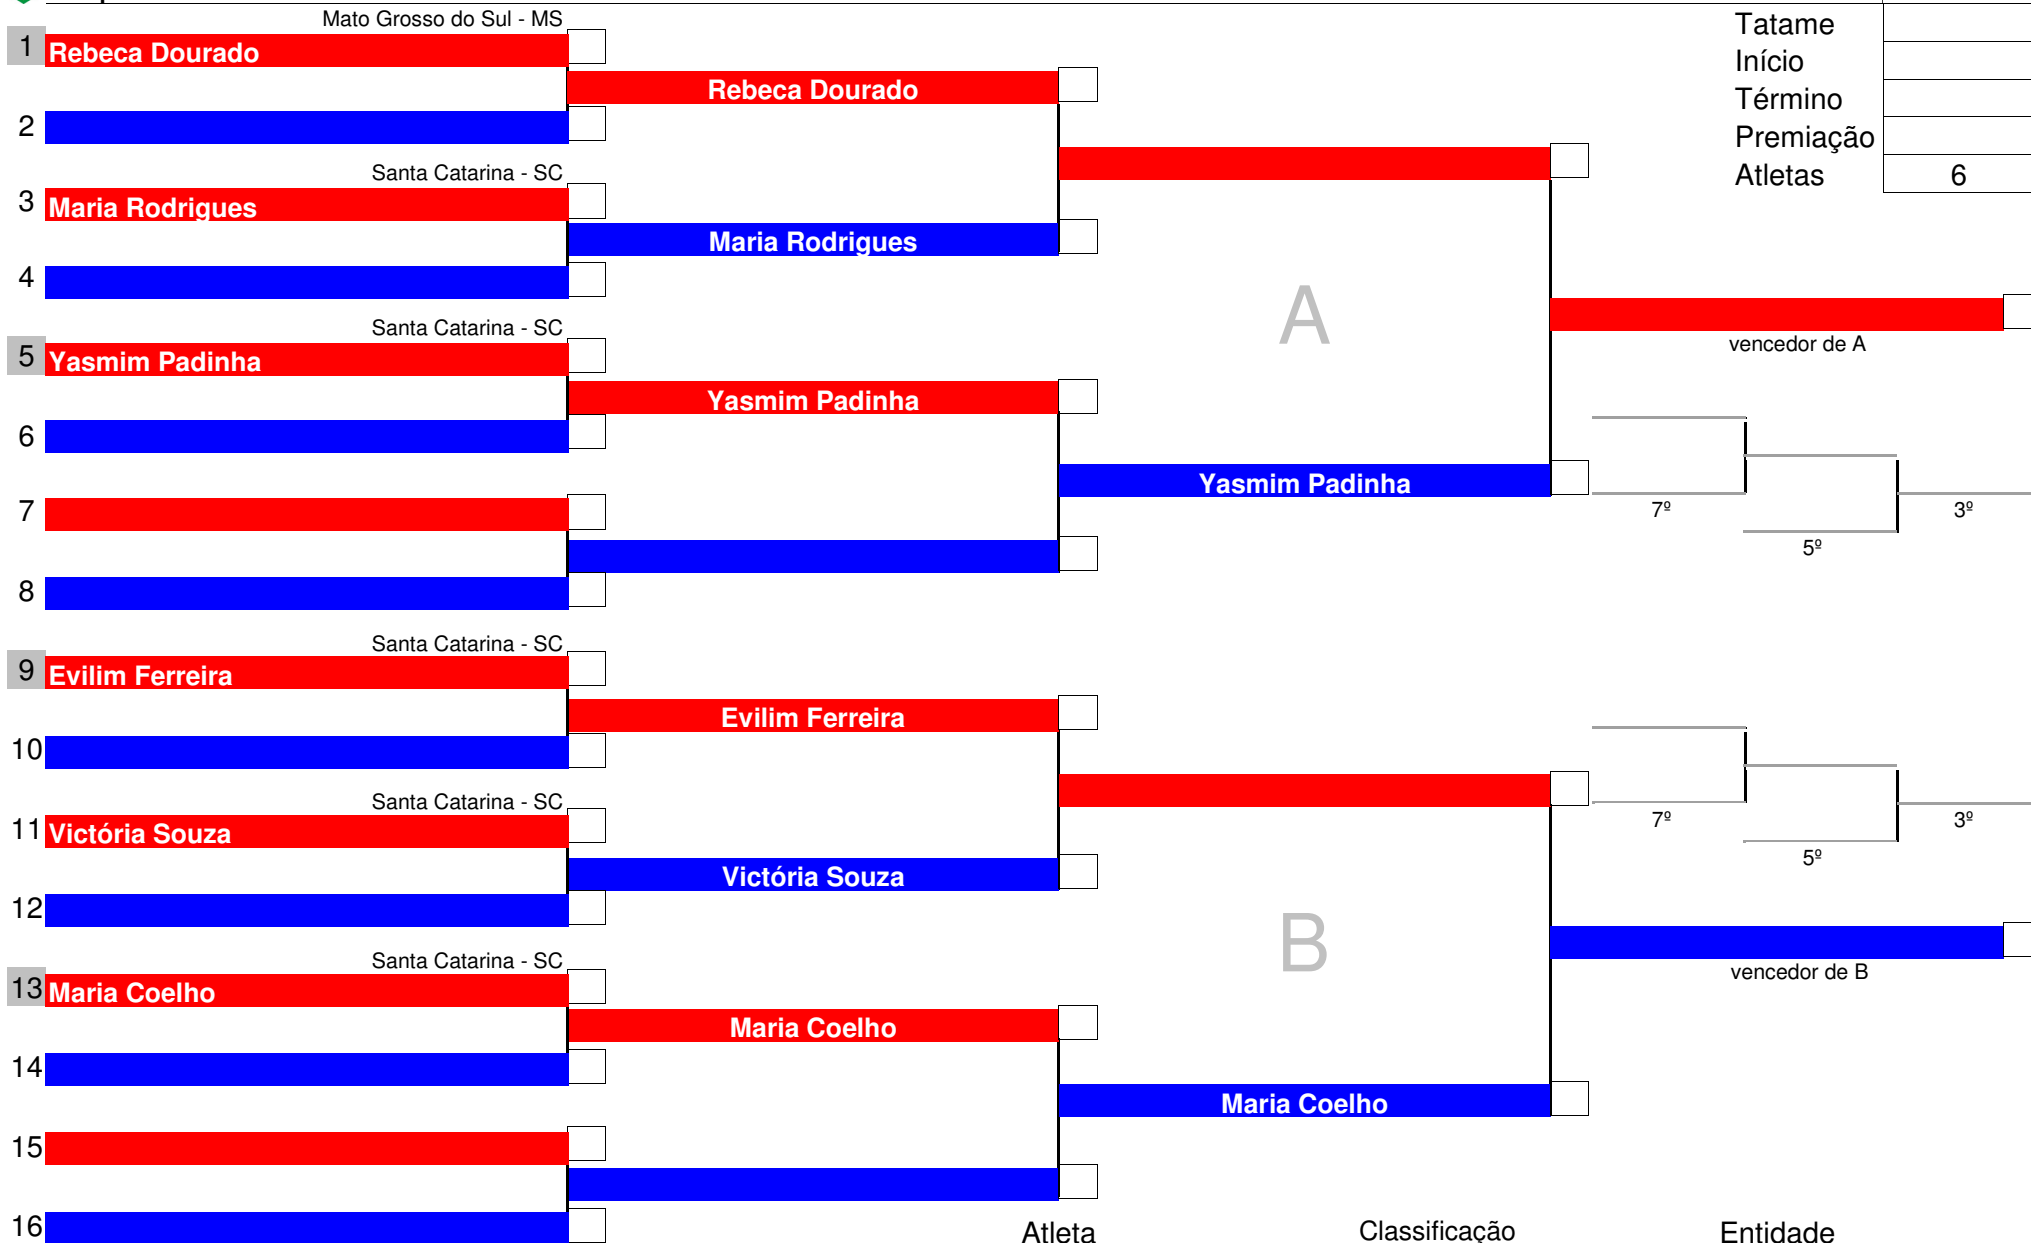 Mato Grosso do Sul - MS
Tatame
1 Rebeca Dourado
Início
Rebeca Dourado
Término
2
Premiação
Santa Catarina - SC
Atletas 6
3 Maria Rodrigues
Maria Rodrigues
4
A
Santa Catarina - SC
vencedor de A
5 Yasmim Padinha
Yasmim Padinha
6
Yasmim Padinha
7
7º
3º
5º
8
Santa Catarina - SC
9 Evilim Ferreira
Evilim Ferreira
10
Santa Catarina - SC
11 Victória Souza
7º
3º
5º
Victória Souza
12
B
Santa Catarina - SC
vencedor de B
13 Maria Coelho
Maria Coelho
14
Maria Coelho
15
16
Atleta
Classificação
Entidade